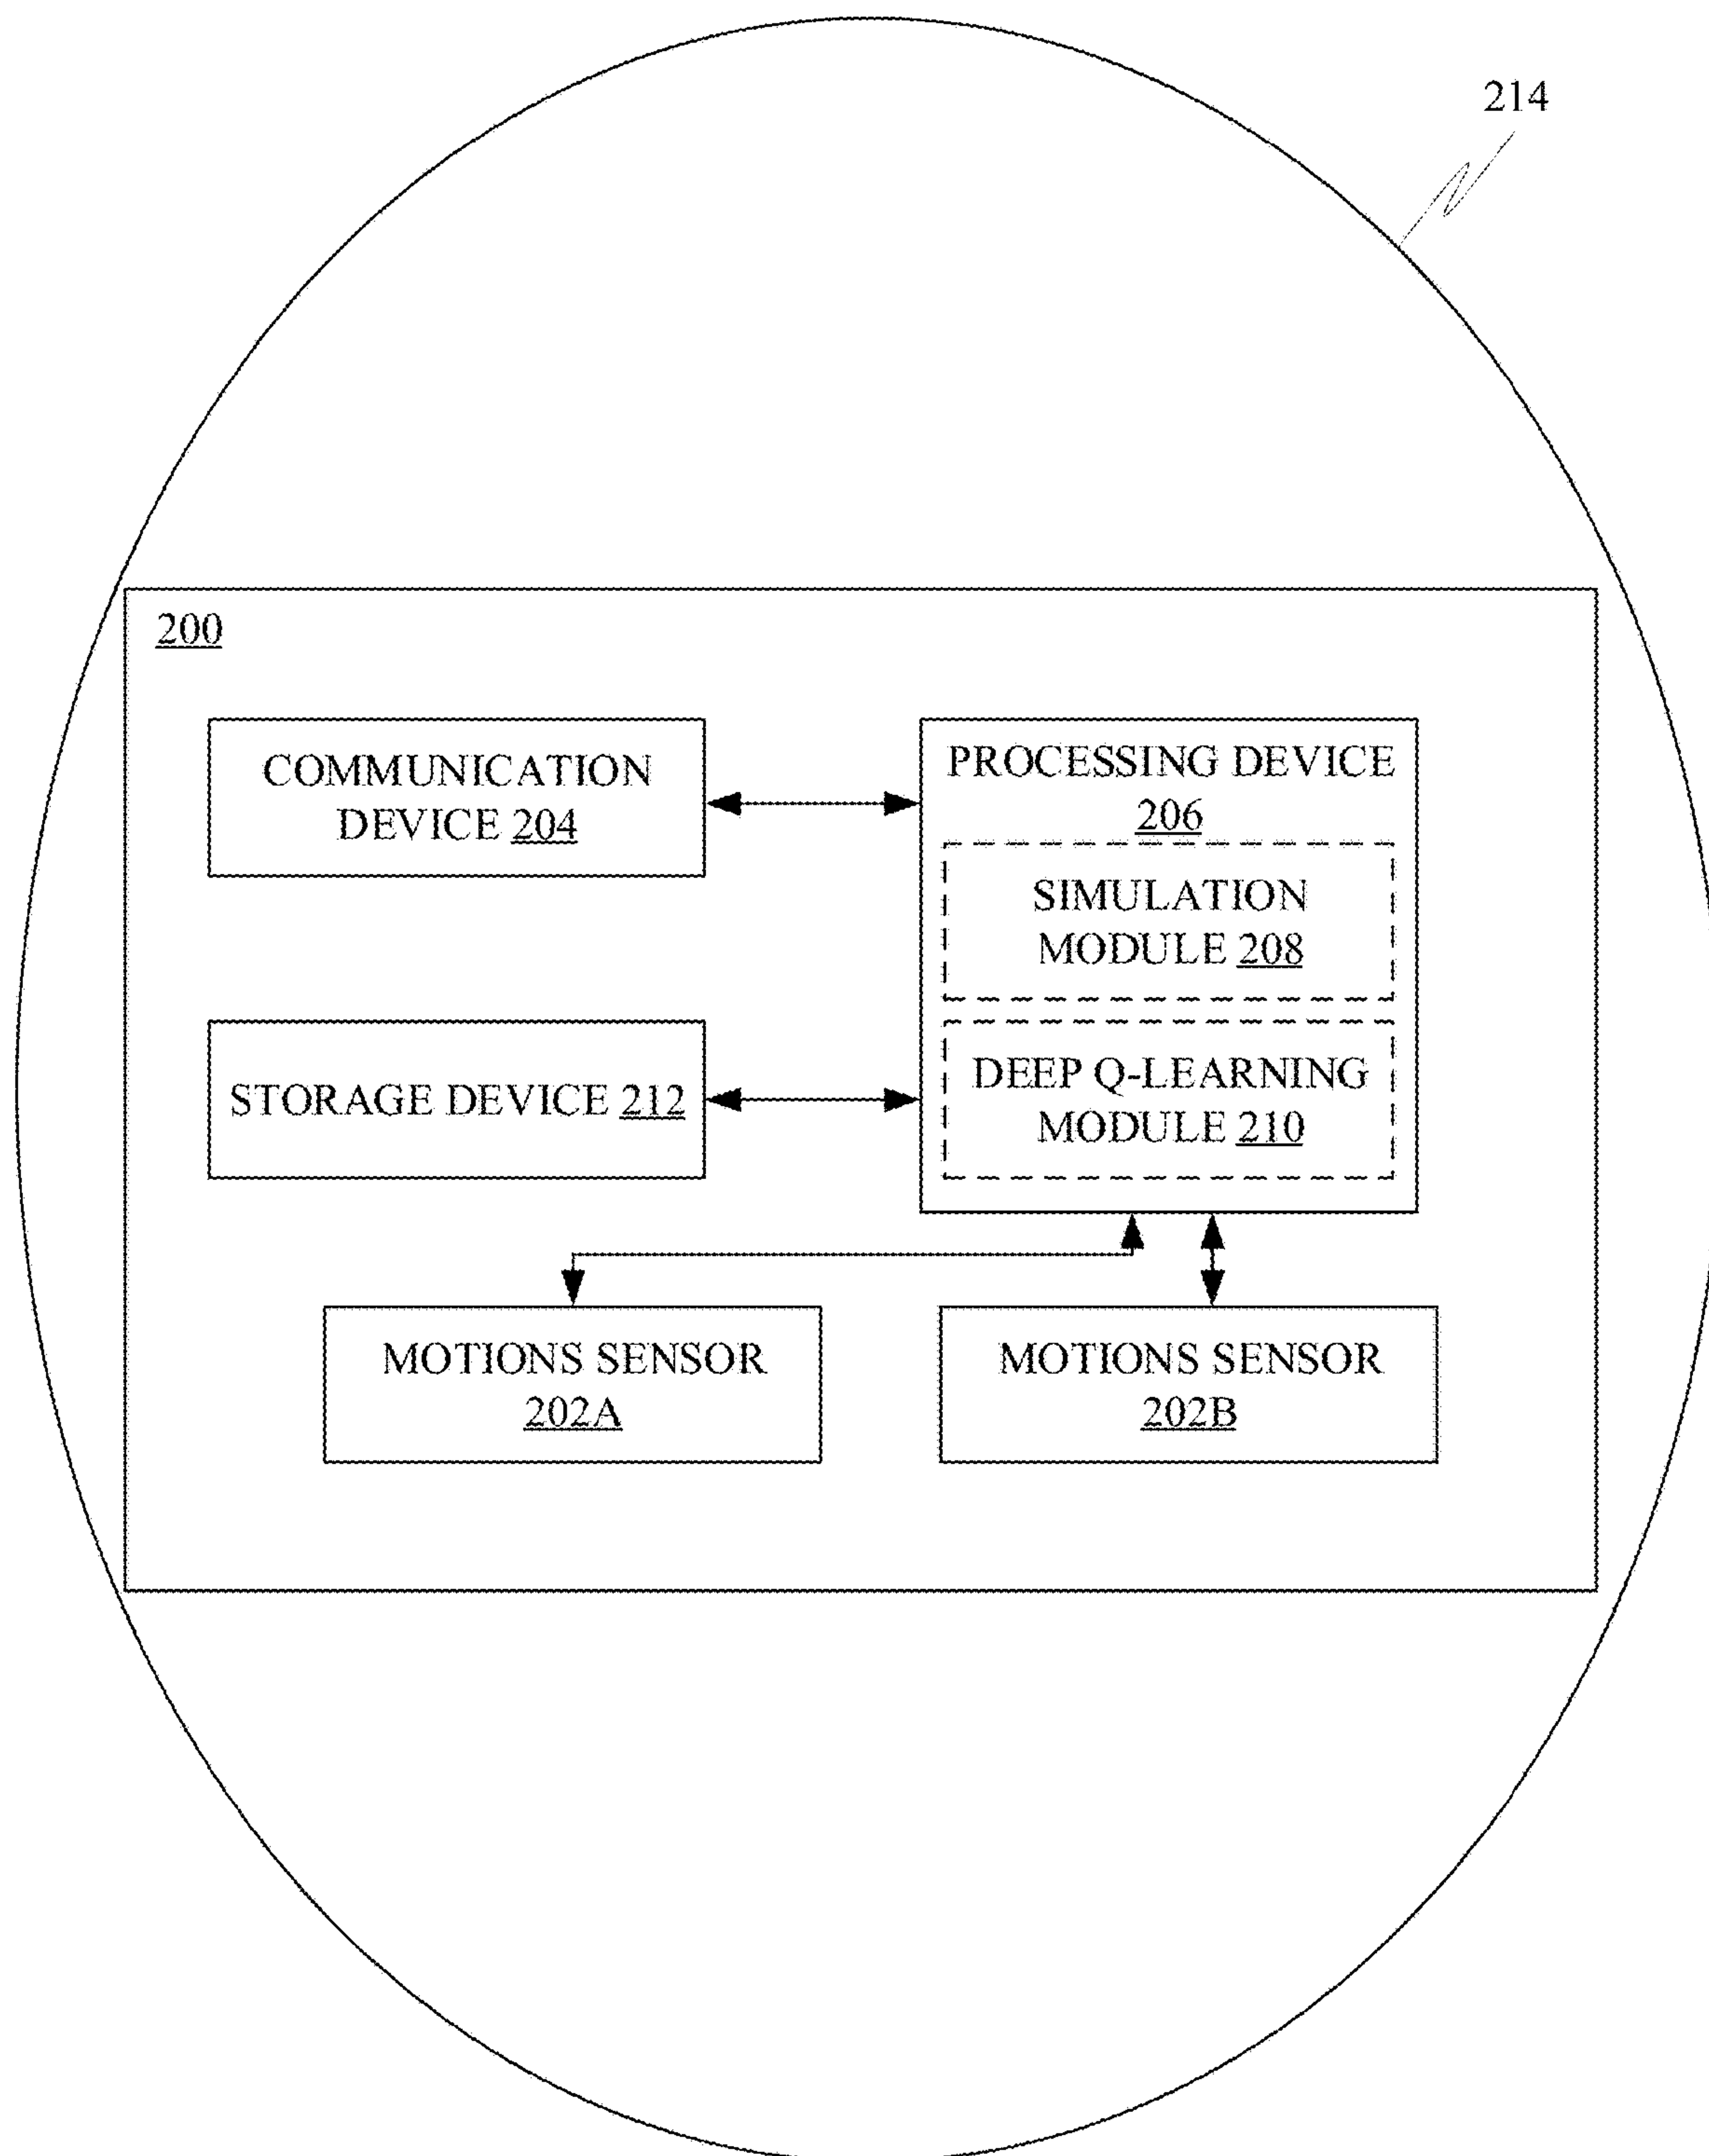 214
200
COMMUNICATION
DEVICE 204
PROCESSING DEVICE
206
SIMULATION
MODULE 208
STORAGE DEVICE 212
DEEP Q-LEARNING
MODULE 210
MOTIONS SENSOR
202A
MOTIONS SENSOR
202B